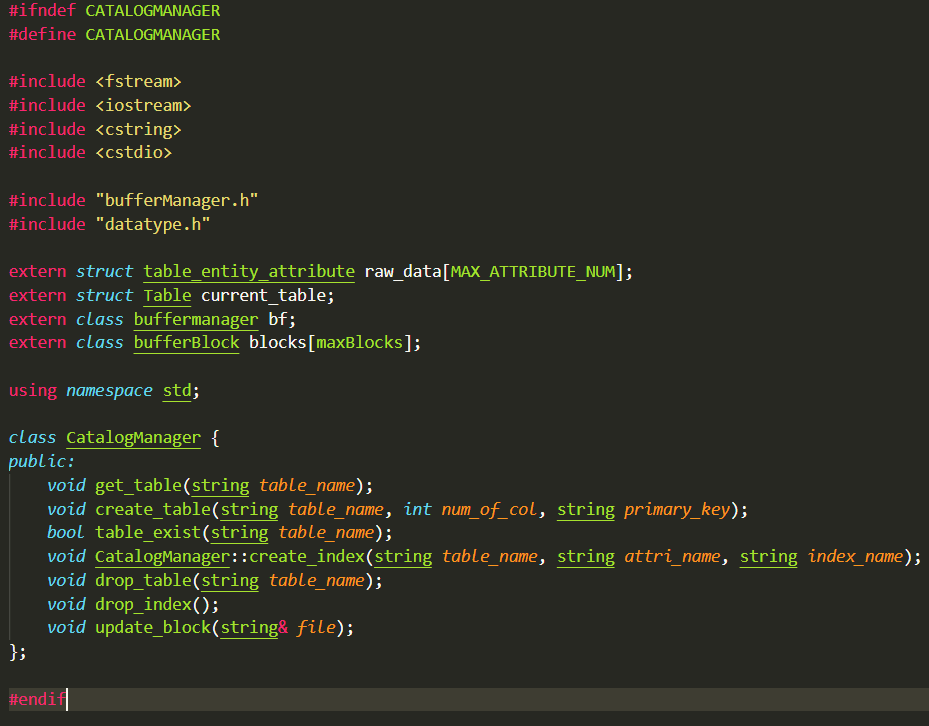 #ifndef CATALOGMANAGER
#define CATALOGMANAGER

#include <fstream>
#include <iostream>
#include <cstring>
#include <cstdio>

#include "bufferManager.h"
#include "datatype.h"

extern struct table_entity_attribute raw_data[MAX_ATTRIBUTE_NUM];
extern struct Table current_table;
extern class buffermanager bf;
extern class bufferBlock blocks[maxBlocks];

using namespace std;

class CatalogManager {
public:
    void get_table(string table_name);
    void create_table(string table_name, int num_of_col, string primary_key);
    bool table_exist(string table_name);
    void CatalogManager::create_index(string table_name, string attri_name, string index_name);
    void drop_table(string table_name);
    void drop_index();
    void update_block(string& file);
};

#endif